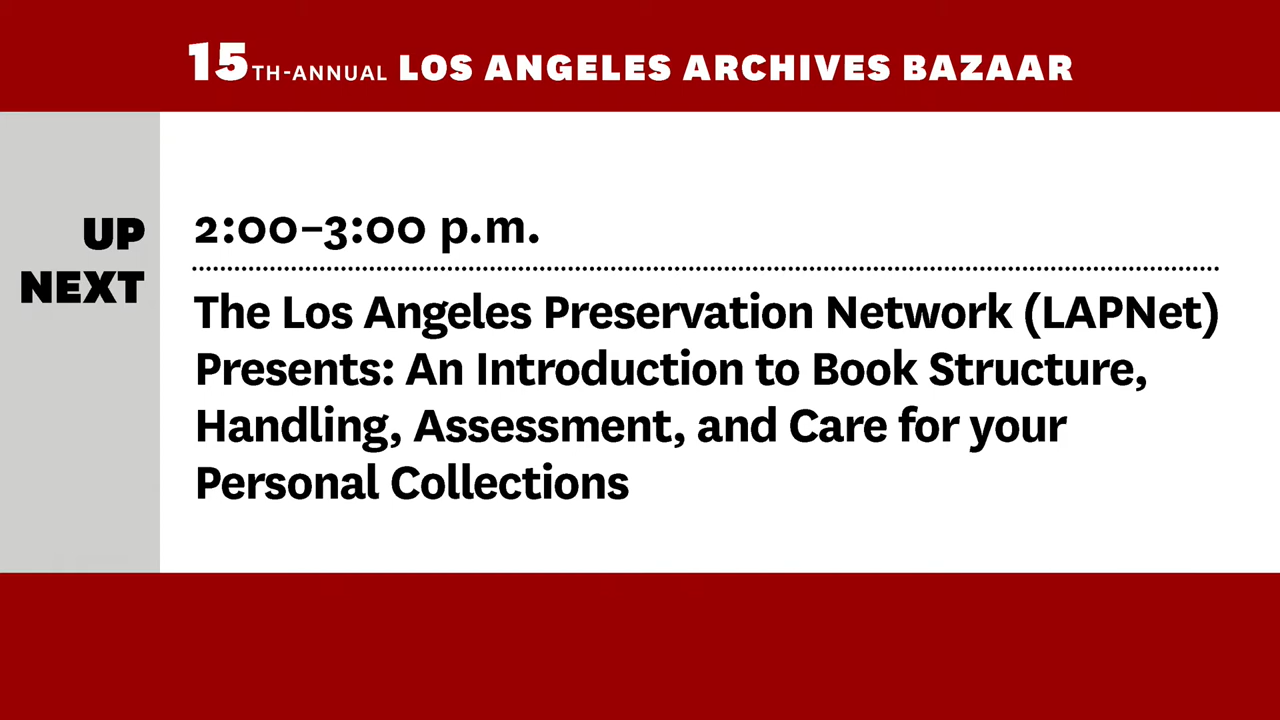 15TH-ANNUAL LOS ANGELES ARCHIVES BAZAAR
UP
NEXT
2:00–3:00 p.m.
The Los Angeles Preservation Network (LAPNet)
Presents: An Introduction to Book Structure,
Handling, Assessment, and Care for your
Personal Collections